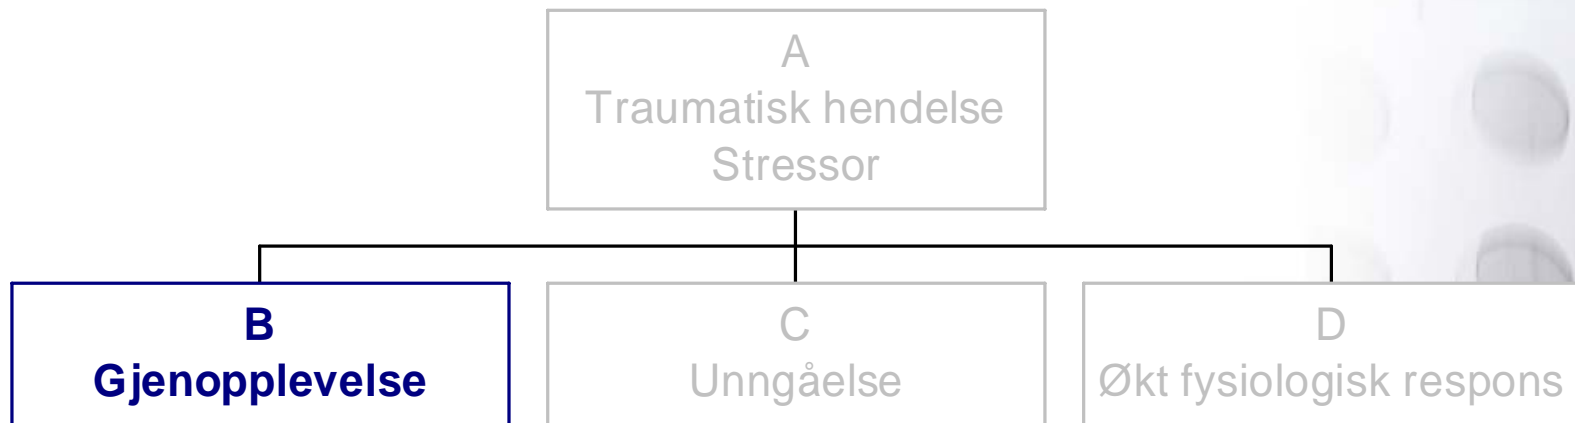 A
Traumatisk hendelse
Stressor
B
Gjenopplevelse
C
Unngåelse
D
Økt fysiologisk respons